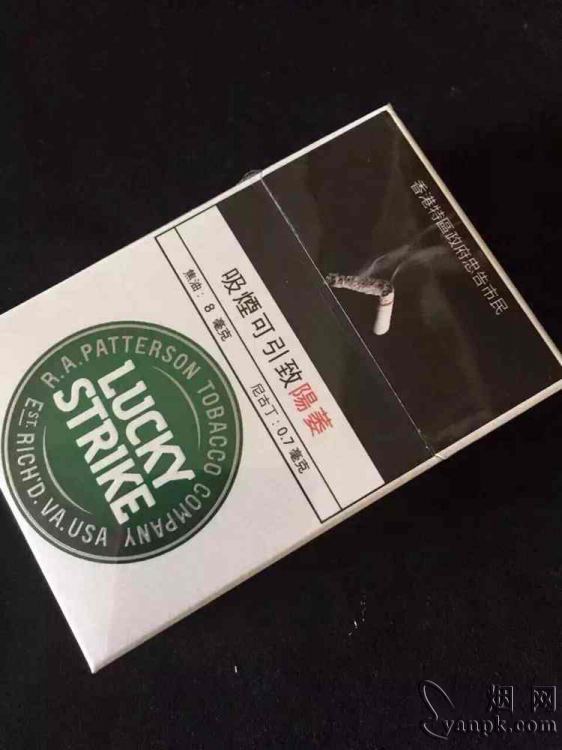 香港特區政府忠告市民
吸煙可引致陽萎
焦油：8 毫克
尼古丁：0.7 毫克
R.A. PATTERSON TOBACCO COMPANY
LUCKY
STRIKE
EST. RICH'D. VA. USA
烟网
yanpk.com